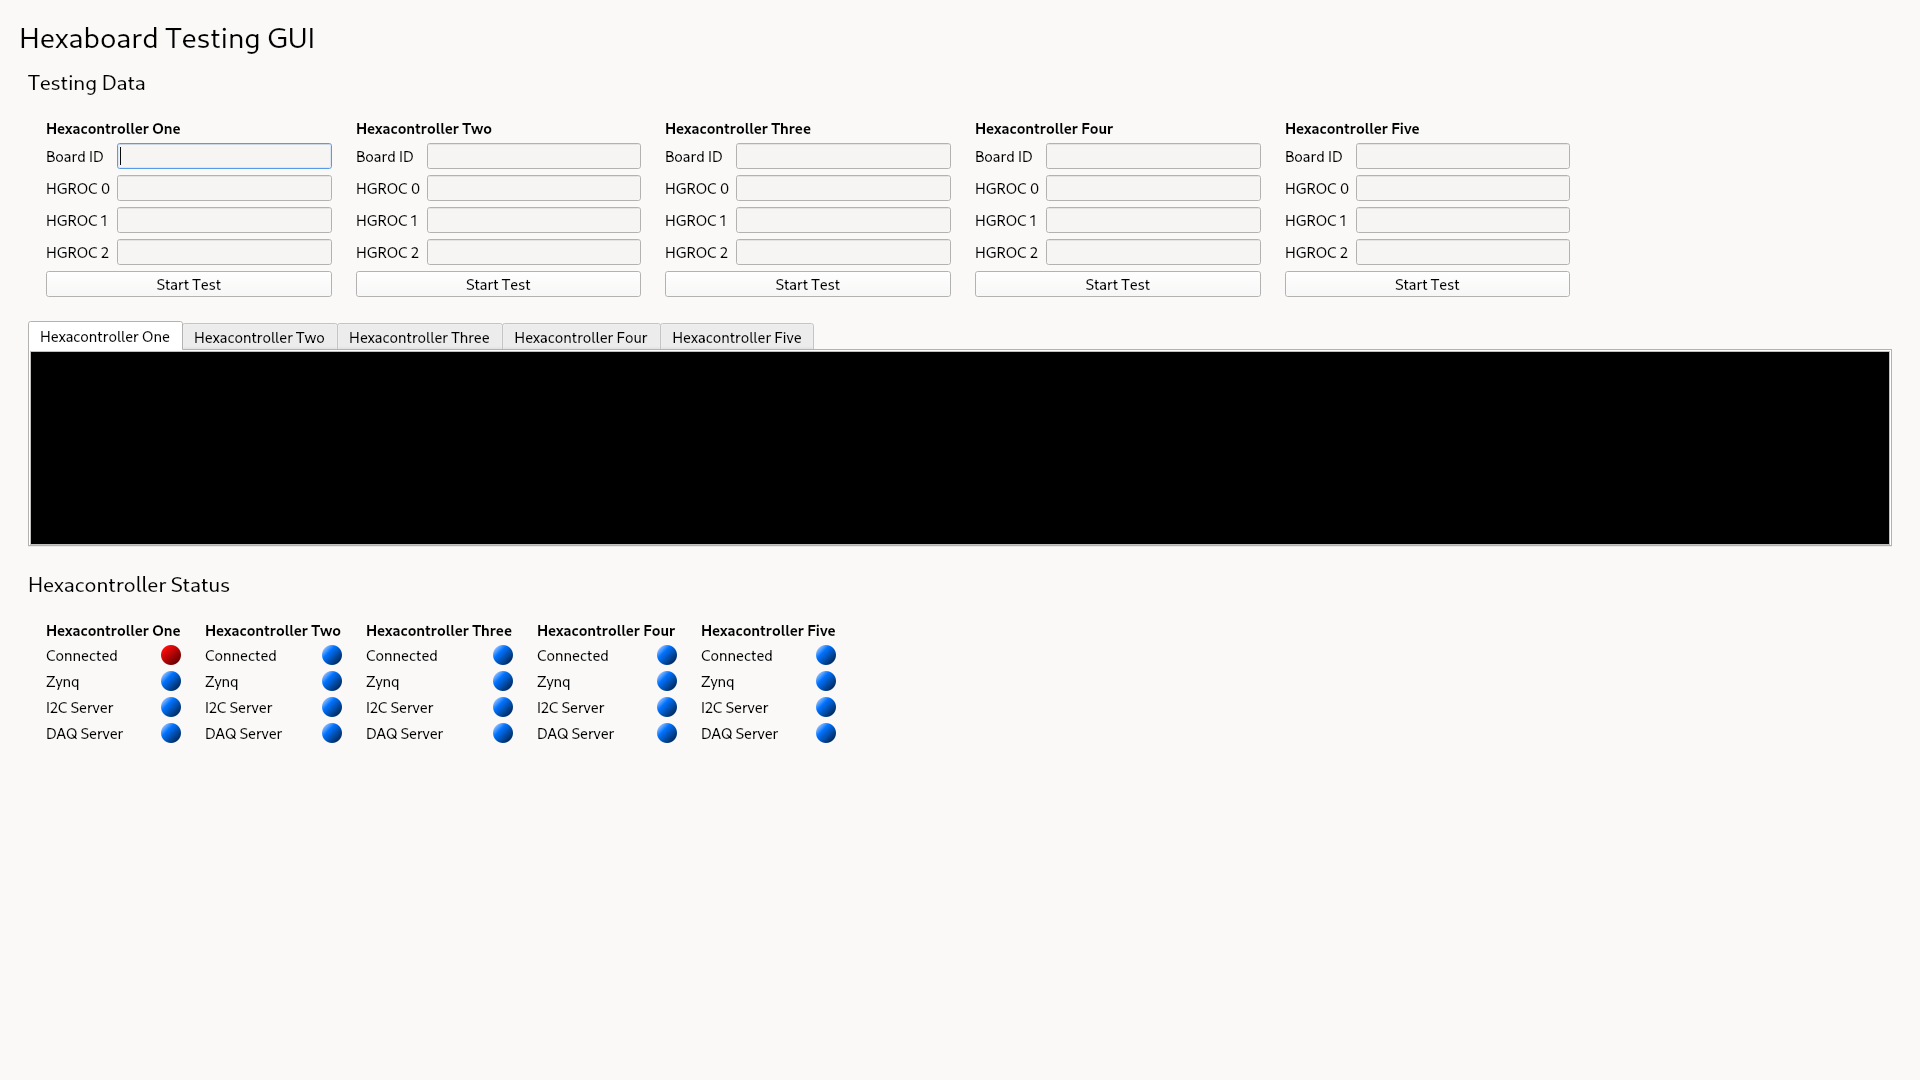 Hexaboard Testing GUI
Testing Data
Hexacontroller One Hexacontroller Two Hexacontroller Three Hexacontroller Four Hexacontroller Five
Board ID Board ID Board ID Board ID Board ID
HGROC 0 HGROC 0 HGROC 0 HGROC 0 HGROC 0
HGROC 1 HGROC 1 HGROC 1 HGROC 1 HGROC 1
HGROC 2 HGROC 2 HGROC 2 HGROC 2 HGROC 2
Start Test Start Test Start Test Start Test Start Test
Hexacontroller One Hexacontroller Two Hexacontroller Three Hexacontroller Four Hexacontroller Five
Hexacontroller Status
Hexacontroller One Hexacontroller Two Hexacontroller Three Hexacontroller Four Hexacontroller Five
Connected Connected Connected Connected Connected
Zynq Zynq Zynq Zynq Zynq
I2C Server I2C Server I2C Server I2C Server I2C Server
DAQ Server DAQ Server DAQ Server DAQ Server DAQ Server